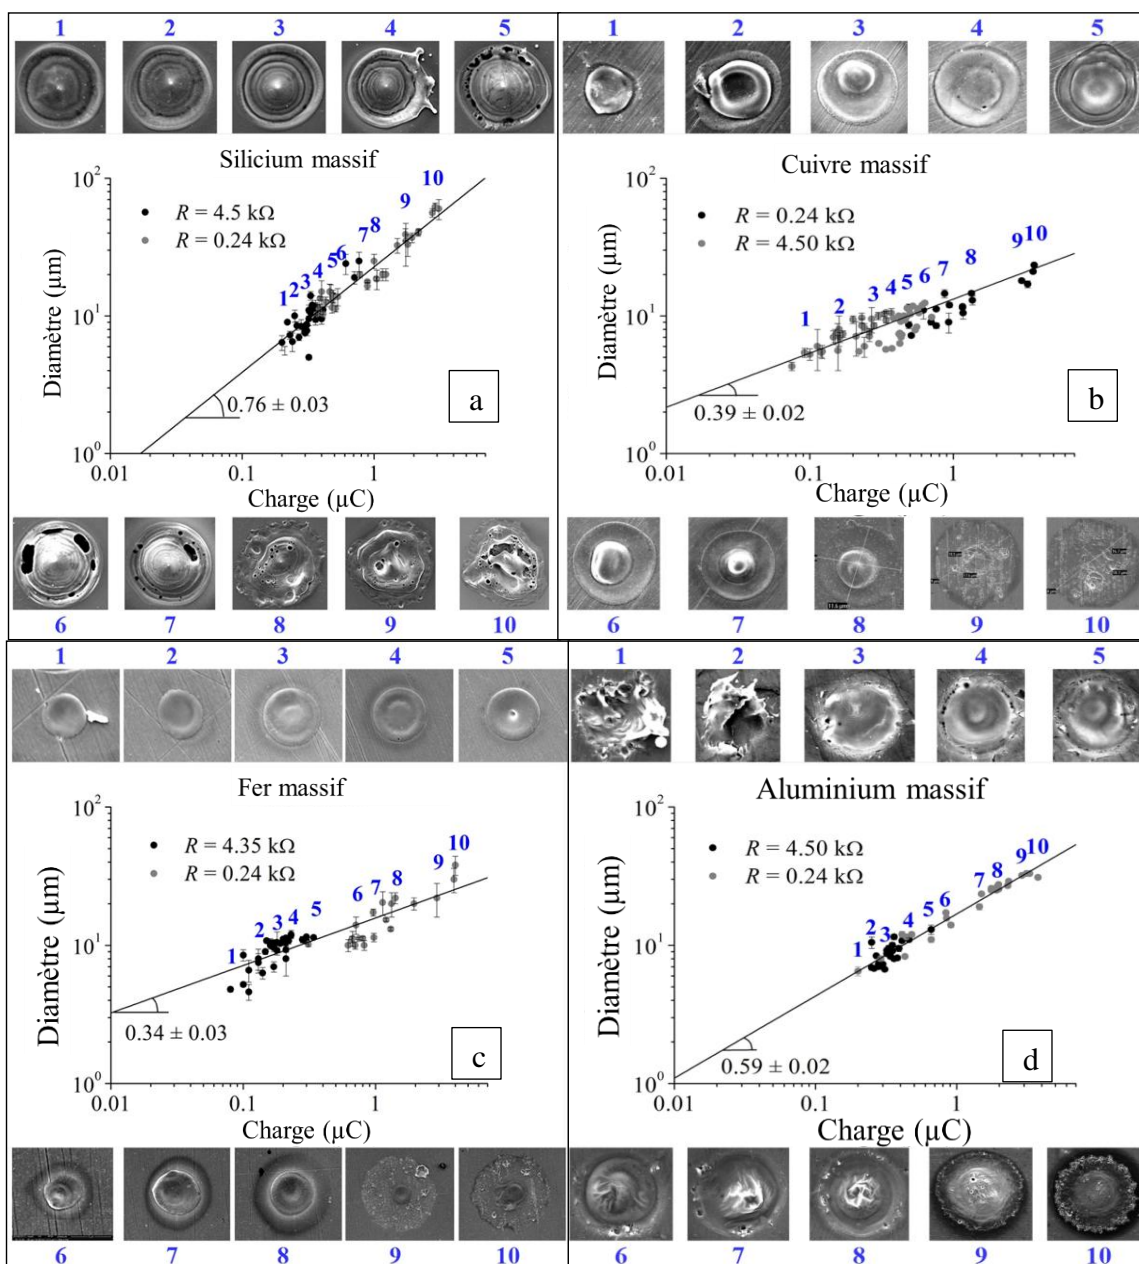 1 2 3 4 5
Silicium massif
10²
10¹
10⁰
Diamètre (µm)
R = 4.5 kΩ
R = 0.24 kΩ
1 2 3 4 5 6 7 8 9 10
0.76 ± 0.03
a
0.01 0.1 1
Charge (µC)
6 7 8 9 10
1 2 3 4 5
Cuivre massif
10²
10¹
10⁰
Diamètre (µm)
R = 0.24 kΩ
R = 4.50 kΩ
1 2 3 4 5 6 7 8 9 10
0.39 ± 0.02
b
0.01 0.1 1
Charge (µC)
6 7 8 9 10
1 2 3 4 5
Fer massif
10²
10¹
10⁰
Diamètre (µm)
R = 4.35 kΩ
R = 0.24 kΩ
1 2 3 4 5 6 7 8 9 10
0.34 ± 0.03
c
0.01 0.1 1
Charge (µC)
6 7 8 9 10
1 2 3 4 5
Aluminium massif
10²
10¹
10⁰
Diamètre (µm)
R = 4.50 kΩ
R = 0.24 kΩ
1 2 3 4 5 6 7 8 9 10
0.59 ± 0.02
d
0.01 0.1 1
Charge (µC)
6 7 8 9 10